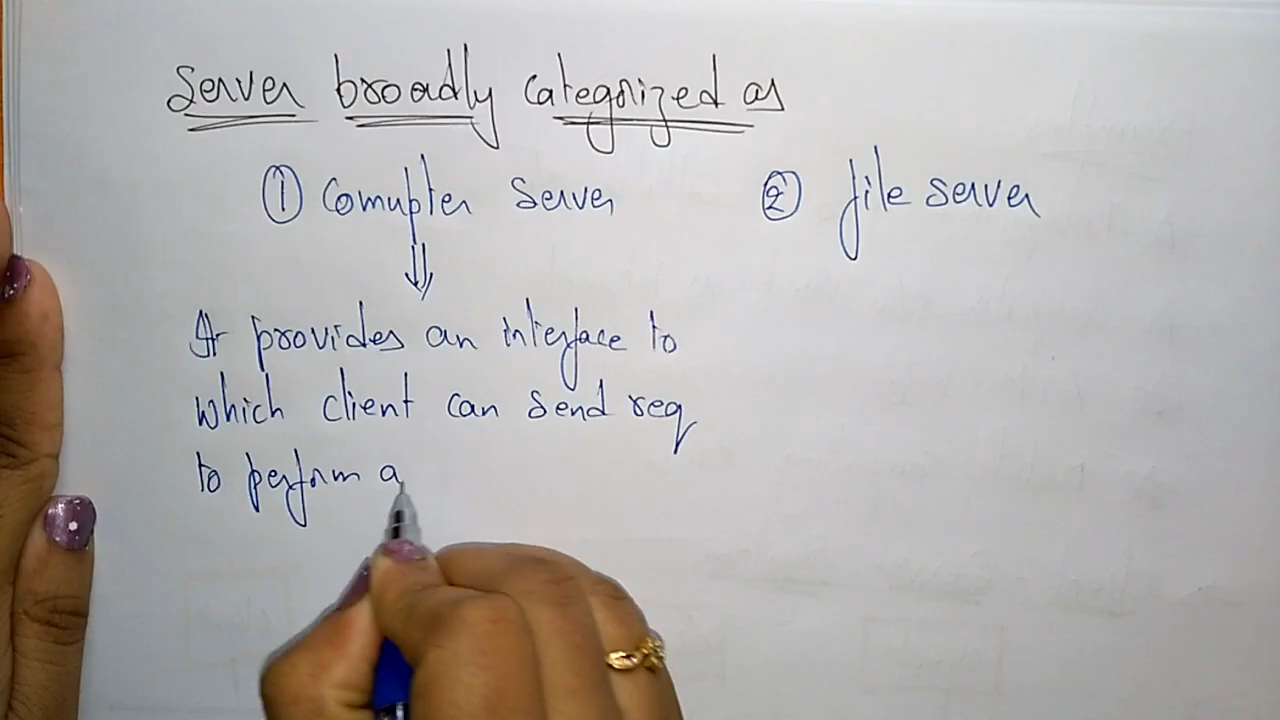 Server broadly categorized as
① Comupter Server
② file server
It provides an interface to
which client can send req
to perform a